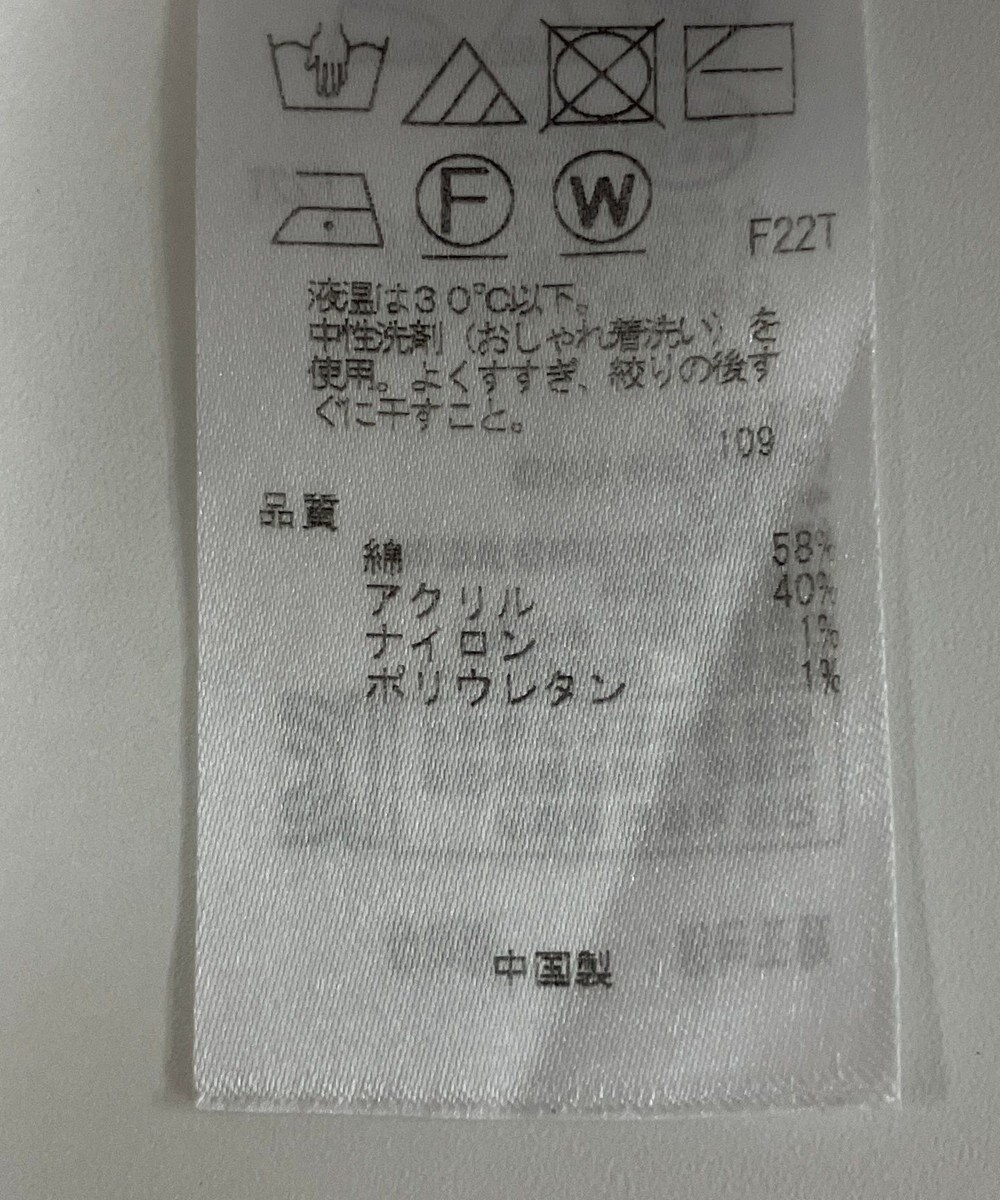 F W
F22T
液温は30℃以下。
中性洗剤（おしゃれ着洗い）を
使用。よくすすぎ、絞りの後す
ぐに干すこと。
109
品質
綿 58%
アクリル 40%
ナイロン 1%
ポリウレタン 1%
中国製